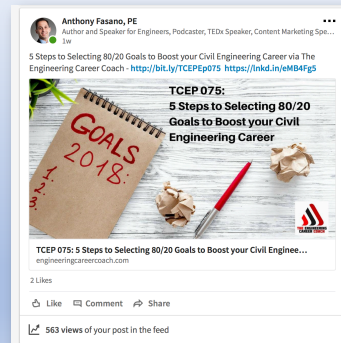 Anthony Fasano, PE
Author and Speaker for Engineers, Podcaster, TEDx Speaker, Content Marketing Spe...
1w
5 Steps to Selecting 80/20 Goals to Boost your Civil Engineering Career via The
Engineering Career Coach - http://bit.ly/TCEPEp075 https://lnkd.in/eMB4Fg5
TCEP 075:
5 Steps to Selecting 80/20
Goals to Boost your Civil
Engineering Career
GOALS
2018:
1.
2.
3.
THE ENGINEERING
CAREER COACH
TCEP 075: 5 Steps to Selecting 80/20 Goals to Boost your Civil Enginee...
engineeringcareercoach.com
2 Likes
Like Comment Share
563 views of your post in the feed